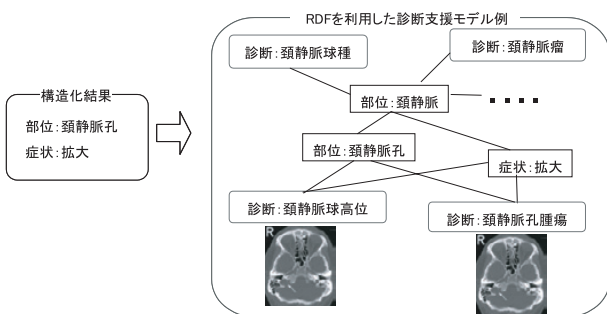 RDFを利用した診断支援モデル例
診断：頚静脈球種
診断：頚静脈瘤
構造化結果
部位：頚静脈孔
症状：拡大
部位：頚静脈
部位：頚静脈孔
症状：拡大
診断：頚静脈球高位
診断：頚静脈孔腫瘍
R
R